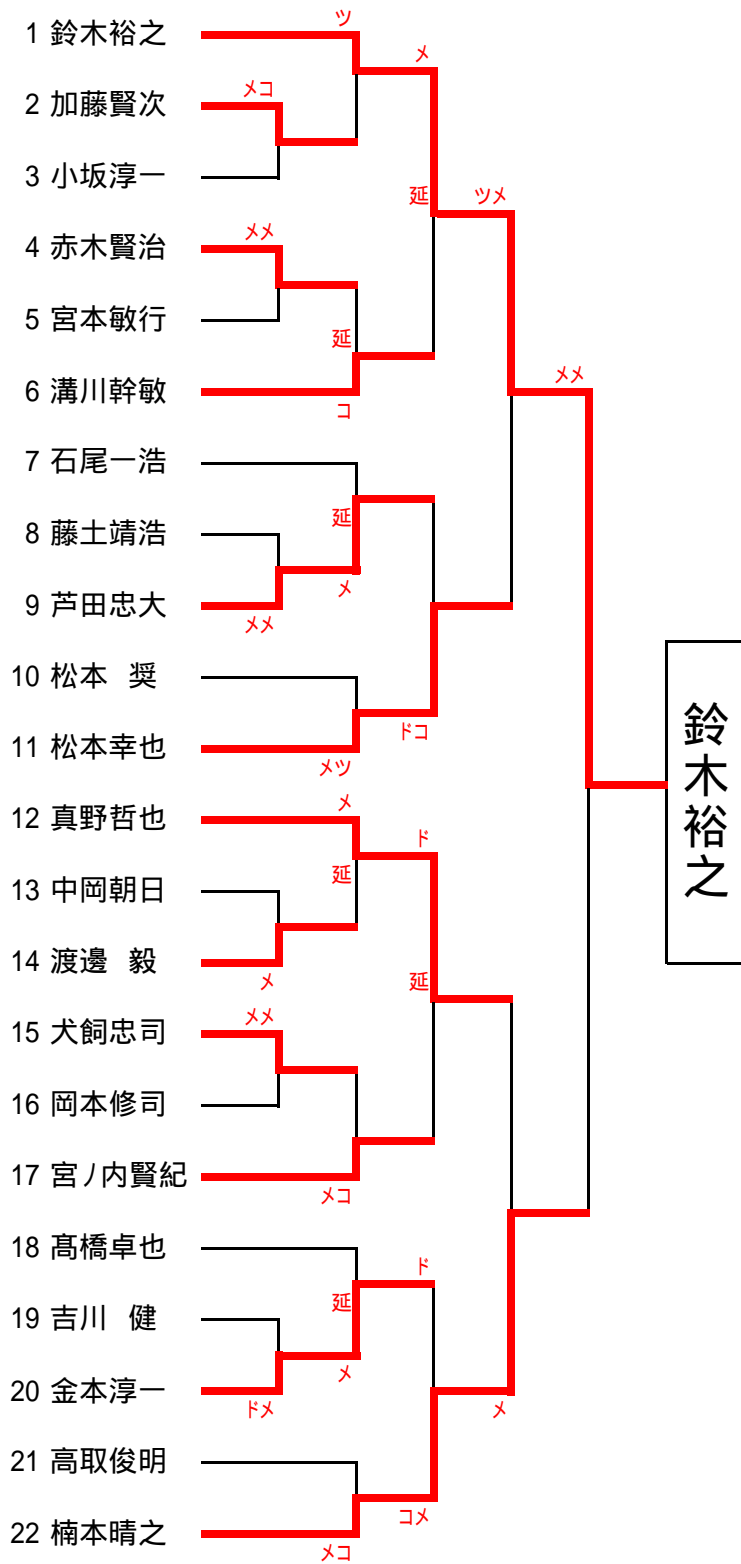 1 鈴木裕之
ツ
メ
2 加藤賢次
メコ
3 小坂淳一
延
ツメ
4 赤木賢治
メメ
5 宮本敏行
延
6 溝川幹敏
コ
メメ
7 石尾一浩
8 藤土靖浩
延
9 芦田忠大
メメ
メ
10 松本 奨
11 松本幸也
メツ
ドコ
鈴木裕之
12 真野哲也
メ
ド
13 中岡朝日
延
14 渡邊 毅
メ
延
15 犬飼忠司
メメ
16 岡本修司
17 宮ノ内賢紀
メコ
18 髙橋卓也
ド
19 吉川 健
延
20 金本淳一
ドメ
メ
メ
21 高取俊明
22 楠本晴之
メコ
コメ